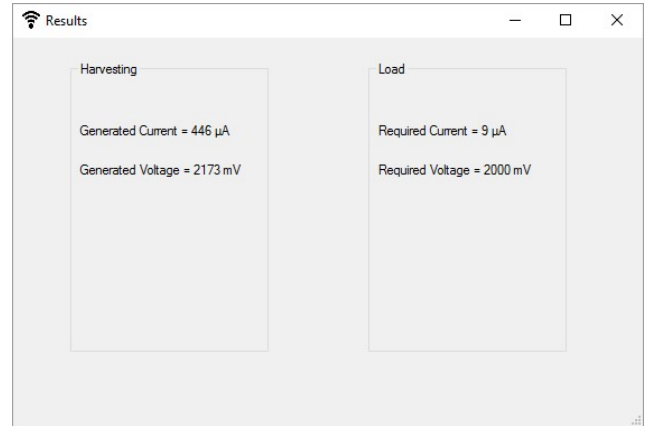 Results
Harvesting
Generated Current = 446 µA
Generated Voltage = 2173 mV
Load
Required Current = 9 µA
Required Voltage = 2000 mV